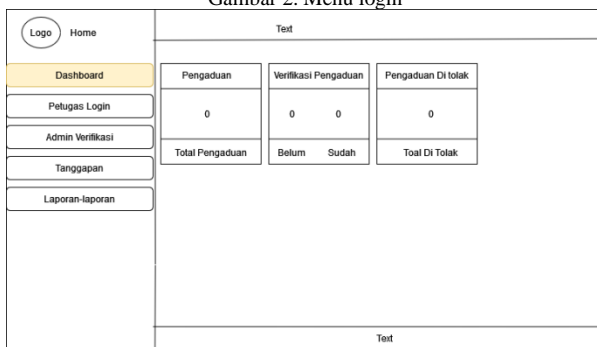 Gambar 2. Menu login
Logo Home
Text
Dashboard
Petugas Login
Admin Verifikasi
Tanggapan
Laporan-laporan
Pengaduan
0
Total Pengaduan
Verifikasi Pengaduan
0 0
Belum Sudah
Pengaduan Di tolak
0
Toal Di Tolak
Text